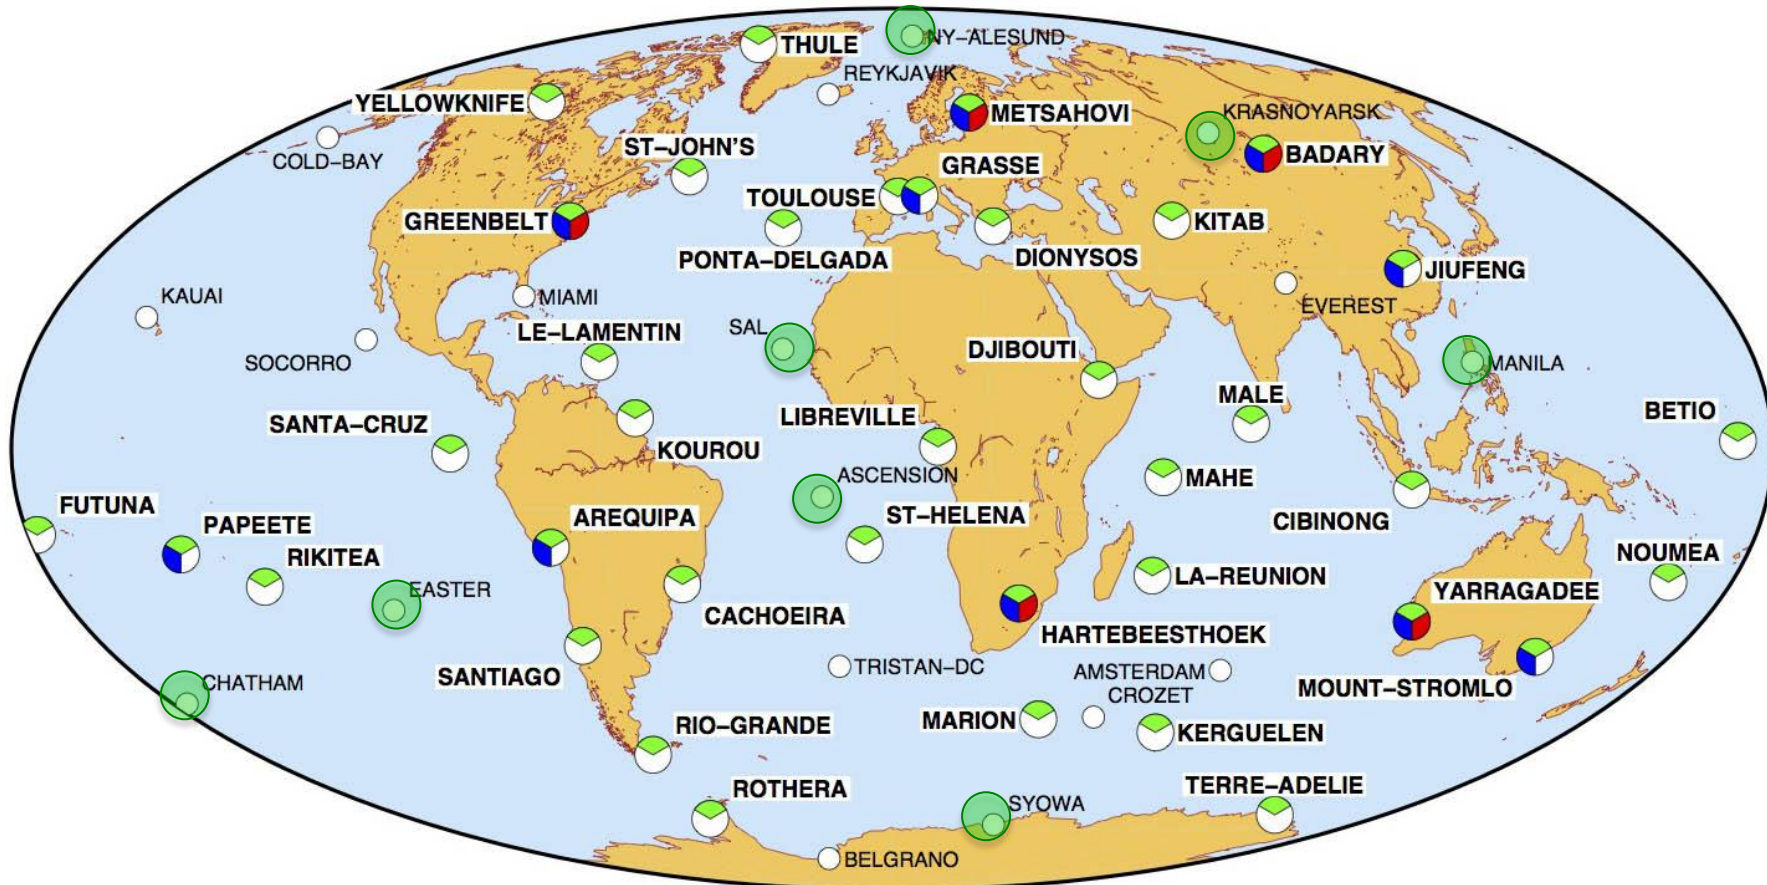 THULE
NY-ALESUND
REYKJAVIK
YELLOWKNIFE
METSAHOVI
KRASNOYARSK
COLD-BAY
ST-JOHN'S
BADARY
GRASSE
TOULOUSE
GREENBELT
KITAB
PONTA-DELGADA
DIONYSOS
JIUFENG
KAUAI
MIAMI
EVEREST
SAL
LE-LAMENTIN
DJIBOUTI
SOCORRO
MANILA
MALE
BETIO
SANTA-CRUZ
LIBREVILLE
KOUROU
ASCENSION
MAHE
FUTUNA
PAPEETE
AREQUIPA
ST-HELENA
CIBINONG
RIKITEA
NOUMEA
LA-REUNION
EASTER
YARRAGADEE
CACHOEIRA
HARTEBEESTHOEK
TRISTAN-DC
AMSTERDAM
SANTIAGO
CHATHAM
MOUNT-STROMLO
CROZET
MARION
RIO-GRANDE
KERGUELEN
ROTHERA
TERRE-ADELIE
SYOWA
BELGRANO